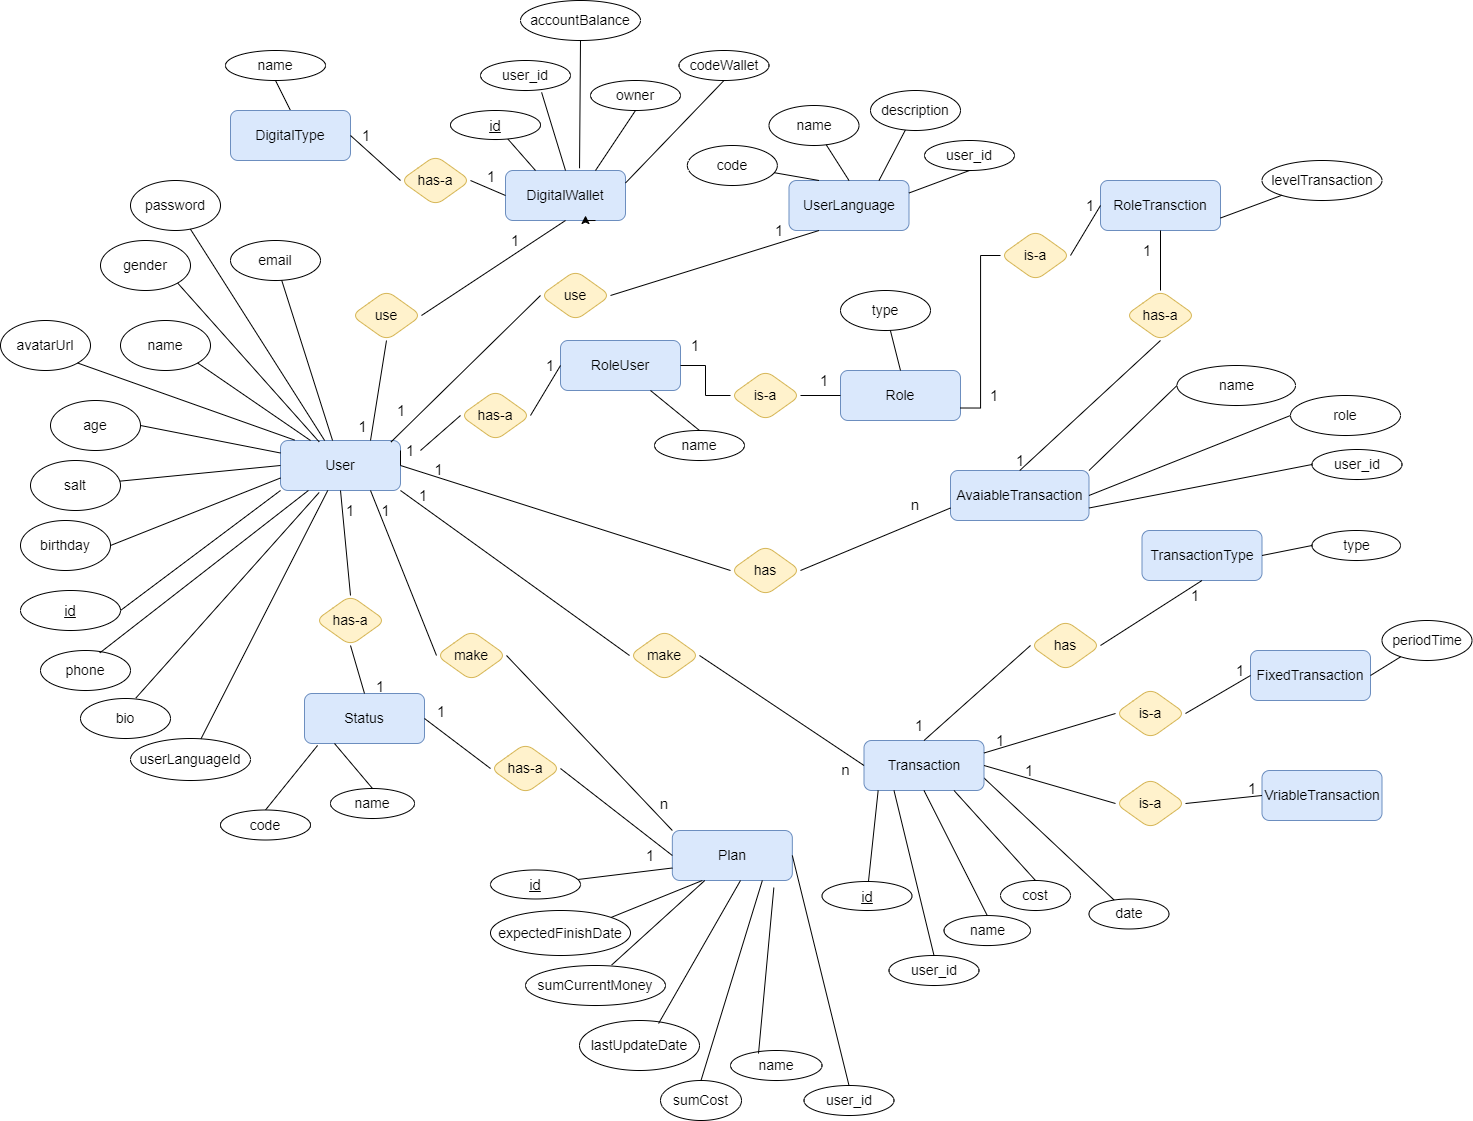 accountBalance
name
user_id
codeWallet
owner
description
id
name
DigitalType
1
code
user_id
has-a
1
DigitalWallet
levelTransaction
password
UserLanguage
1
RoleTransction
1
1
gender
email
is-a
1
use
use
type
has-a
avatarUrl
name
1
1
RoleUser
1
is-a
Role
1
name
1
has-a
role
age
1
1
name
1
User
1
user_id
salt
1
AvaiableTransaction
n
1
1
birthday
type
TransactionType
has
1
id
has-a
periodTime
make
make
has
phone
1
FixedTransaction
1
bio
1
Status
is-a
1
1
userLanguageId
has-a
n
Transaction
1
1
VriableTransaction
name
n
is-a
code
1
Plan
id
id
cost
expectedFinishDate
name
date
sumCurrentMoney
user_id
lastUpdateDate
name
sumCost
user_id